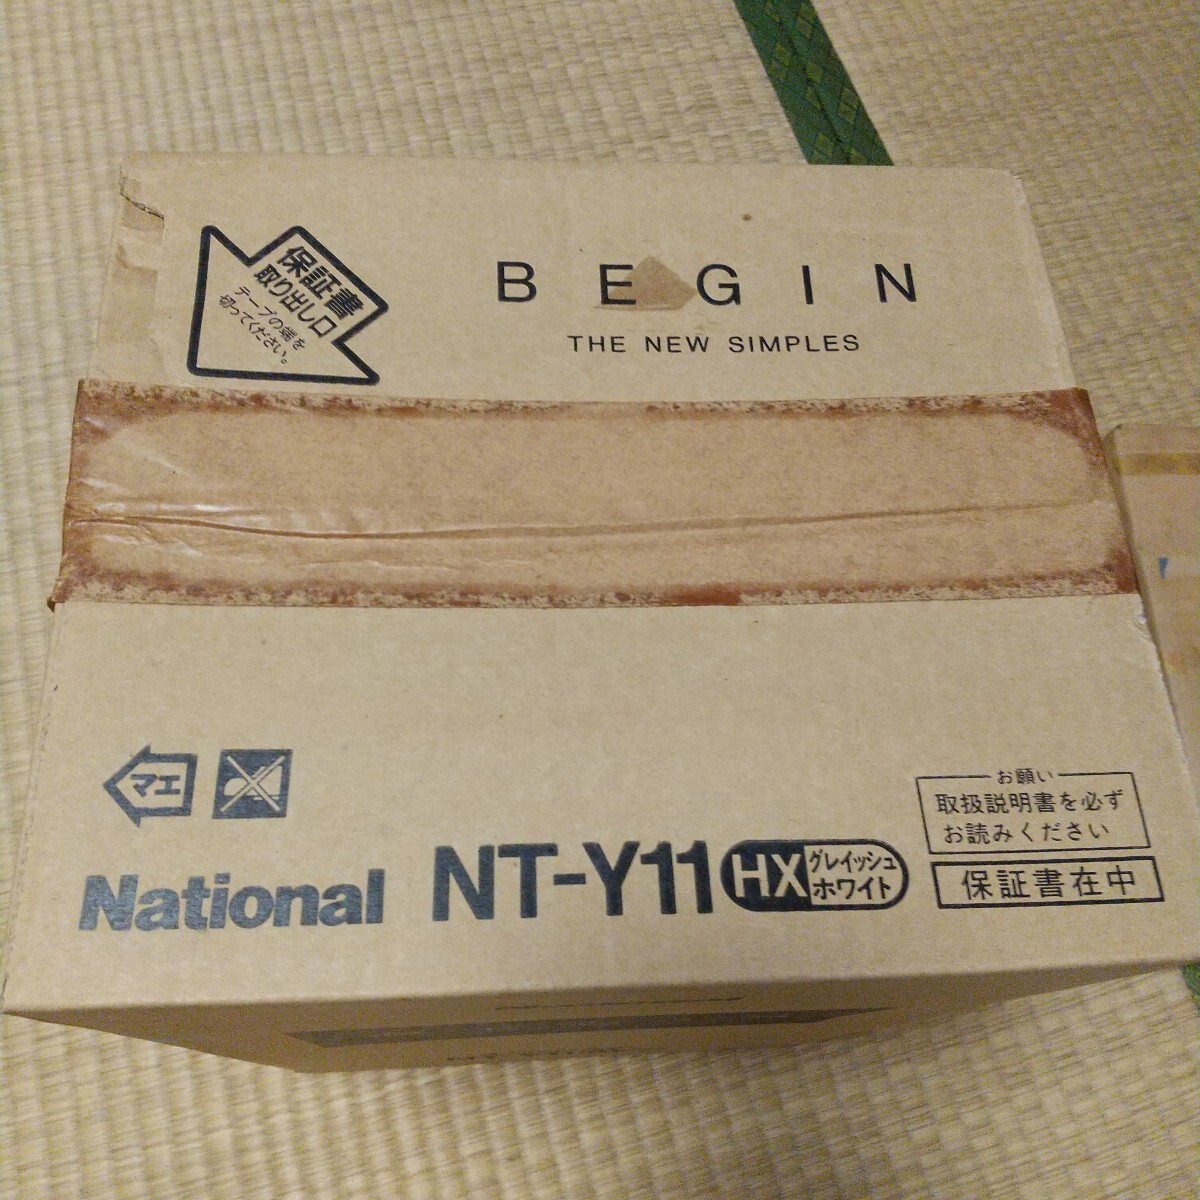 保証書
取り出し口
テープの端を
切ってください。
BEGIN
THE NEW SIMPLES
マエ
National
NT-Y11
HX
グレイッシュ
ホワイト
お願い
取扱説明書を必ず
お読みください
保証書在中